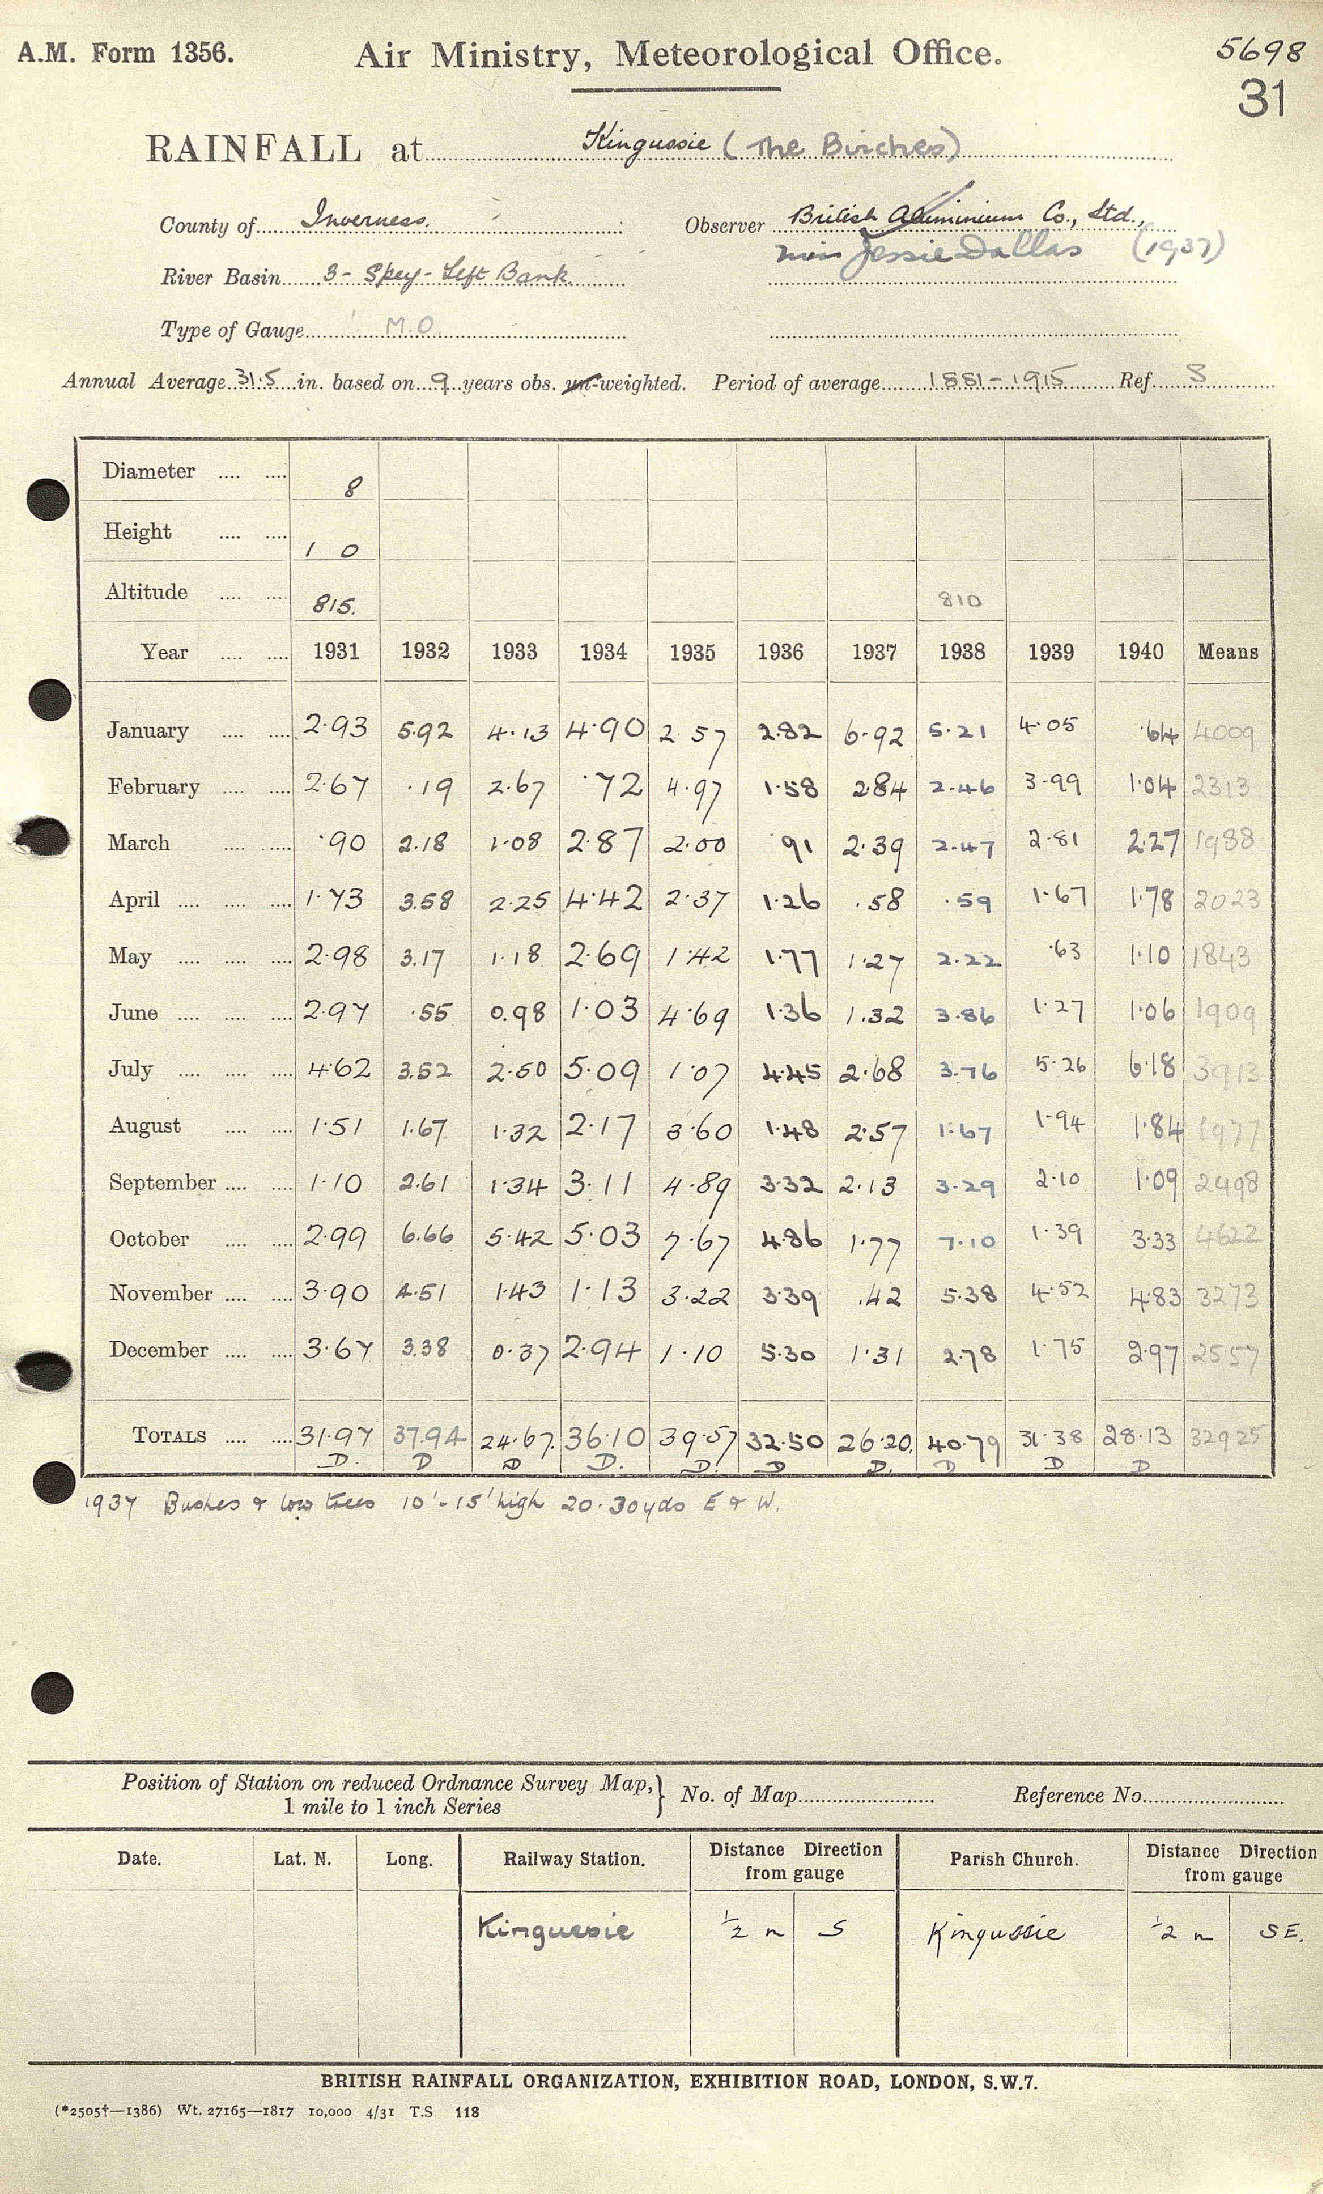 A.M. Form 1356. Air Ministry, Meteorological Office. 5698
31
RAINFALL at Kingussie (The Birches)
County of Inverness. Observer British Aluminium Co., Ltd.,
Miss Jessie Dallas (1937)
River Basin 3 - Spey - Left Bank
Type of Gauge M.O.
Annual Average 31.5 in. based on 9 years obs. un-weighted. Period of average 1881-1915 Ref. S
Diameter .... .... 8
Height .... .... 1 0
Altitude .... .... 815. 810
Year .... .... 1931 1932 1933 1934 1935 1936 1937 1938 1939 1940 Means
January .... .... 2.93 5.92 4.13 4.90 2 57 2.82 6.92 5.21 4.05 .64 4009
February .... .... 2.67 .19 2.67 .72 4.97 1.58 2.84 2.46 3.99 1.04 2313
March .... .... .90 2.18 1.08 2.87 2.00 91 2.39 2.47 2.81 2.27 1988
April .... .... .... 1.73 3.58 2.25 4.42 2.37 1.26 .58 .59 1.67 1.78 2023
May .... .... .... 2.98 3.17 1.18 2.69 1.42 1.77 1.27 2.22 .63 1.10 1843
June .... .... .... 2.97 .55 0.98 1.03 4.69 1.36 1.32 3.86 1.27 1.06 1909
July .... .... .... 4.62 3.52 2.50 5.09 1.07 4.45 2.68 3.76 5.26 6.18 3913
August .... .... 1.51 1.67 1.32 2.17 3.60 1.48 2.57 1.67 1.94 1.84 1977
September .... .... 1.10 2.61 1.34 3.11 4.89 3.32 2.13 3.29 2.10 1.09 2498
October .... .... 2.99 6.66 5.42 5.03 7.67 4.86 1.77 7.10 1.39 3.33 4622
November .... .... 3.90 4.51 1.43 1.13 3.22 3.39 .42 5.38 4.52 4.83 3273
December .... .... 3.67 3.38 0.37 2.94 1.10 5.30 1.31 2.78 1.75 2.97 2557
TOTALS .... .... 31.97 37.94 24.67. 36.10 39.57 32.50 26.20. 40.79 31.38 28.13 32925
D. D D D. D. D D. D D D
1937 Bushes & low trees 10'-15' high 20-30yds E & W.
Position of Station on reduced Ordnance Survey Map, } No. of Map Reference No.
1 mile to 1 inch Series
Date. Lat. N. Long. Railway Station. Distance Direction from gauge Parish Church. Distance Direction from gauge
Kingussie ½ m S Kingussie ½ m SE.
BRITISH RAINFALL ORGANIZATION, EXHIBITION ROAD, LONDON, S.W.7.
(*2505†—1386) Wt. 27165—1817 10,000 4/31 T.S 118